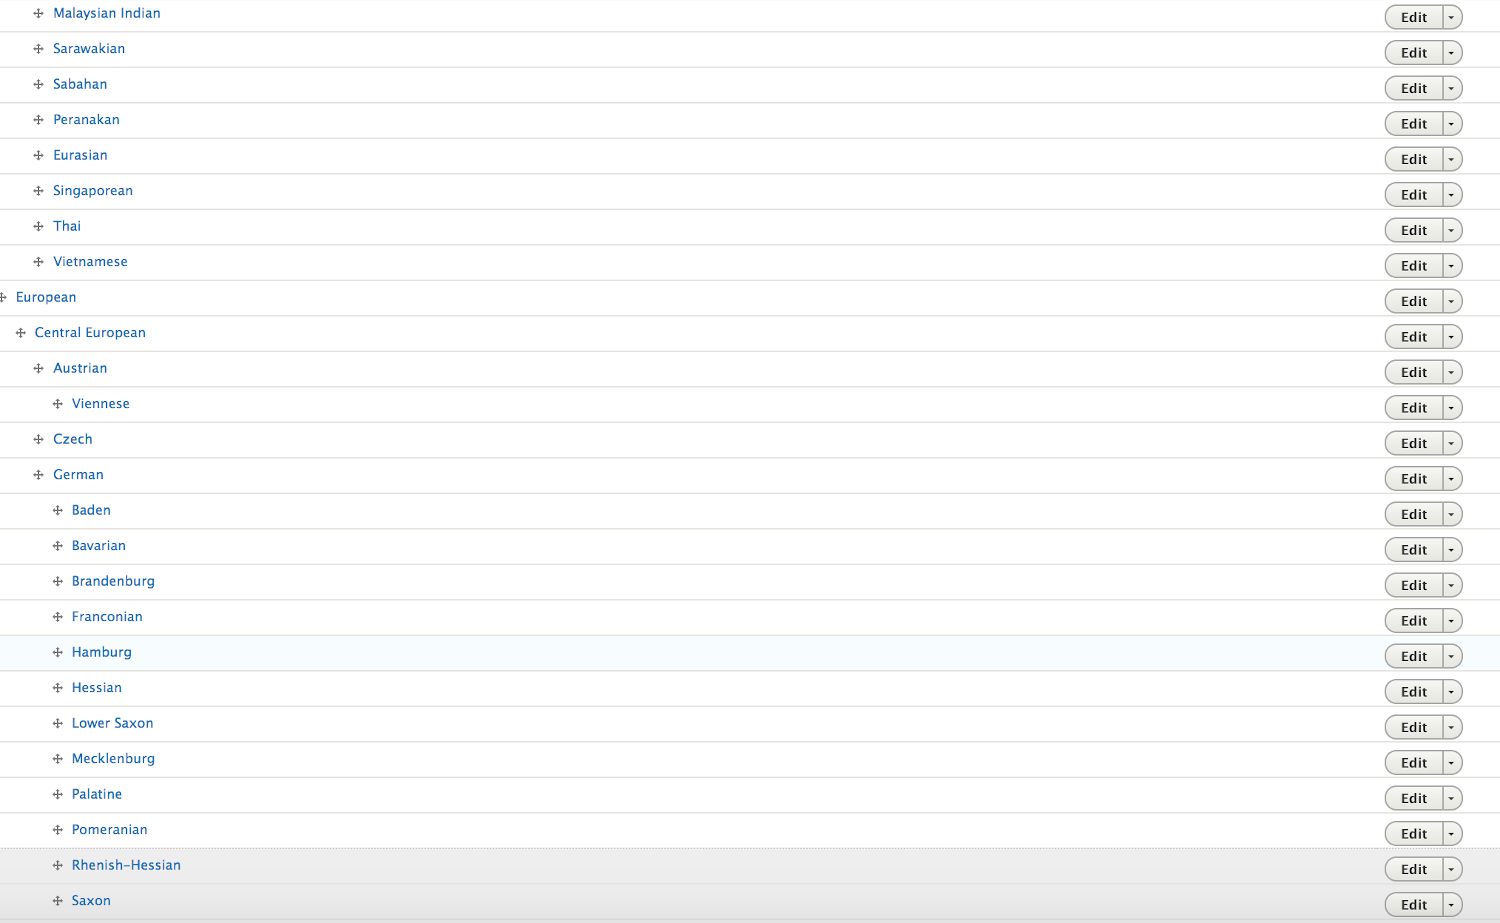 Malaysian Indian Edit
Sarawakian Edit
Sabahan Edit
Peranakan Edit
Eurasian Edit
Singaporean Edit
Thai Edit
Vietnamese Edit
European Edit
Central European Edit
Austrian Edit
Viennese Edit
Czech Edit
German Edit
Baden Edit
Bavarian Edit
Brandenburg Edit
Franconian Edit
Hamburg Edit
Hessian Edit
Lower Saxon Edit
Mecklenburg Edit
Palatine Edit
Pomeranian Edit
Rhenish–Hessian Edit
Saxon Edit